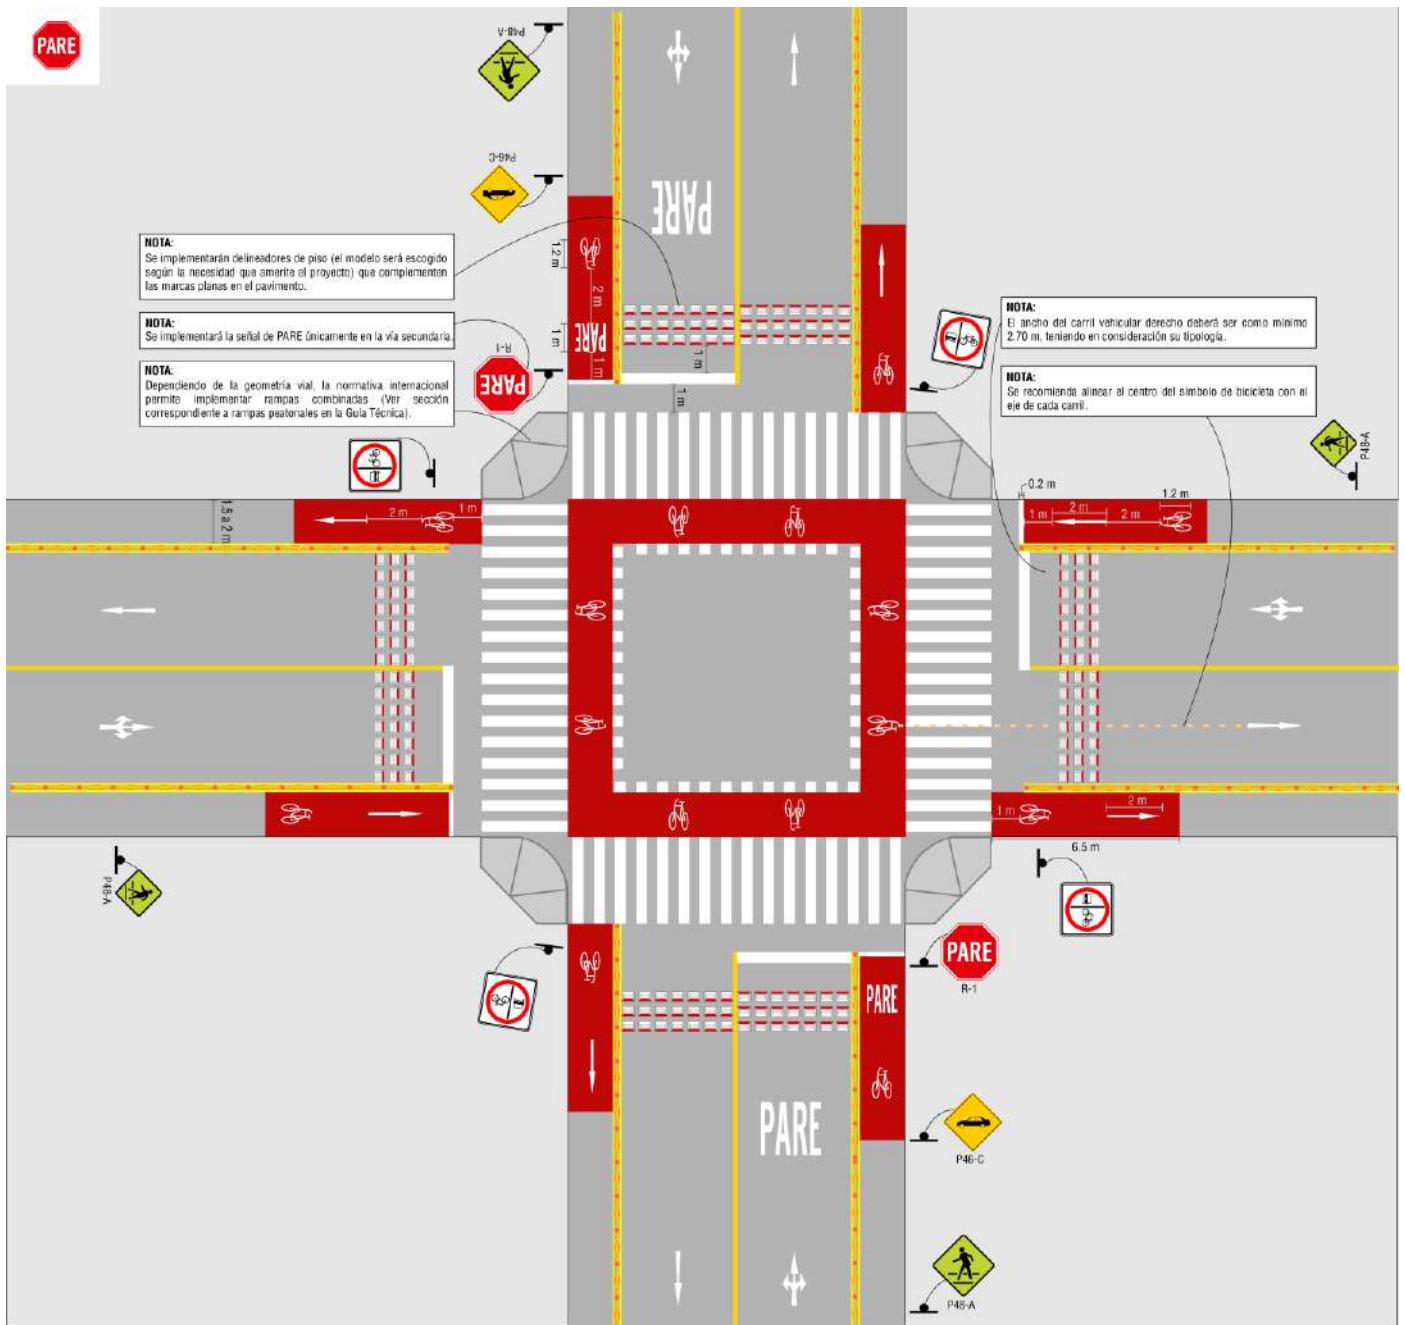 PARE
P48-A
P46-C
PARE
NOTA:
Se implementarán delineadores de piso (el modelo será escogido
según la necesidad que amerite el proyecto) que complementen
las marcas planas en el pavimento.
1.2 m
2 m
NOTA:
Se implementará la señal de PARE únicamente en la vía secundaria.
PARE
1 m
1 m
1 m
1 m
R-1
PARE
NOTA:
Dependiendo de la geometría vial, la normativa internacional
permite implementar rampas combinadas (Ver sección
correspondiente a rampas peatonales en la Guía Técnica).
NOTA:
El ancho del carril vehicular derecho deberá ser como mínimo
2.70 m, teniendo en consideración su tipología.
NOTA:
Se recomienda alinear el centro del símbolo de bicicleta con el
eje de cada carril.
P48-A
1.5 a 2 m
2 m
1 m
0.2 m
1.2 m
1 m
2 m
2 m
1 m
2 m
6.5 m
P48-A
PARE
R-1
PARE
PARE
P46-C
P48-A